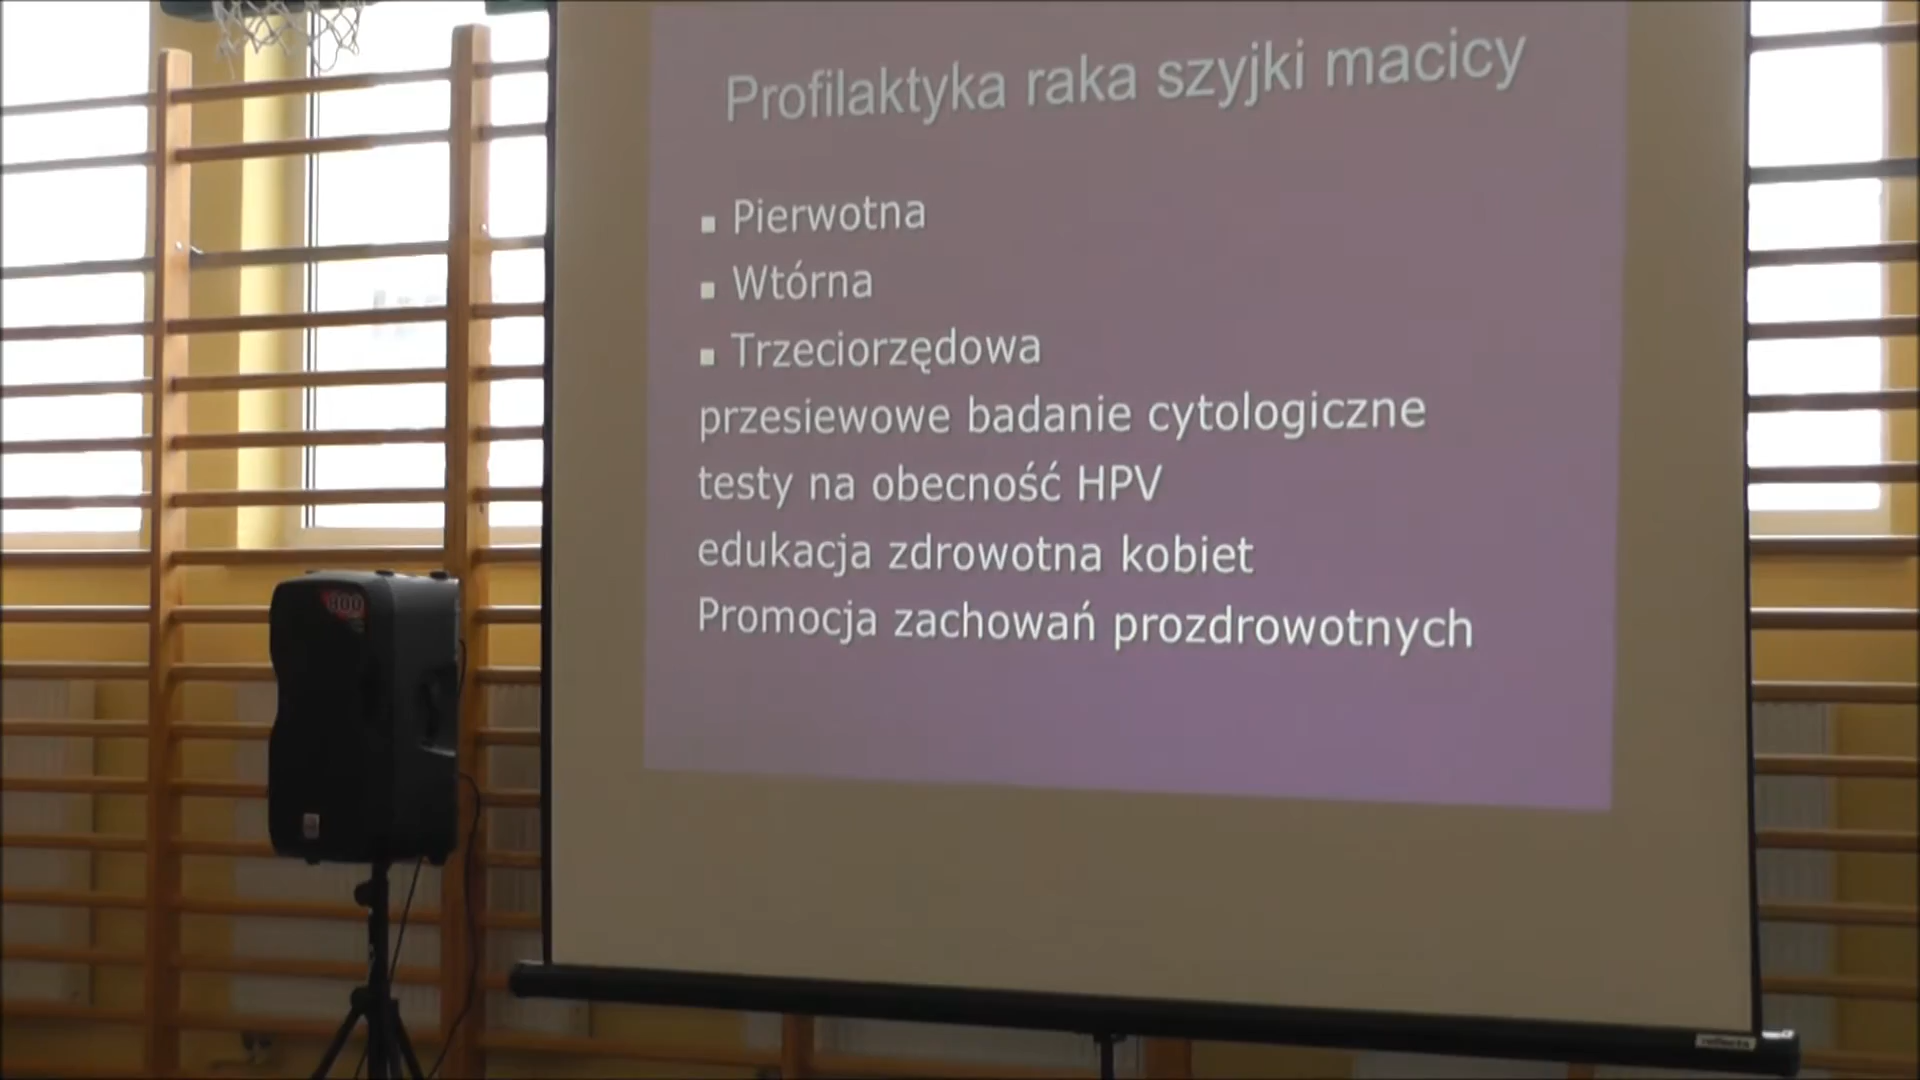 Profilaktyka raka szyjki macicy
▪ Pierwotna
▪ Wtórna
▪ Trzeciorzędowa
przesiewowe badanie cytologiczne
testy na obecność HPV
edukacja zdrowotna kobiet
Promocja zachowań prozdrowotnych
800